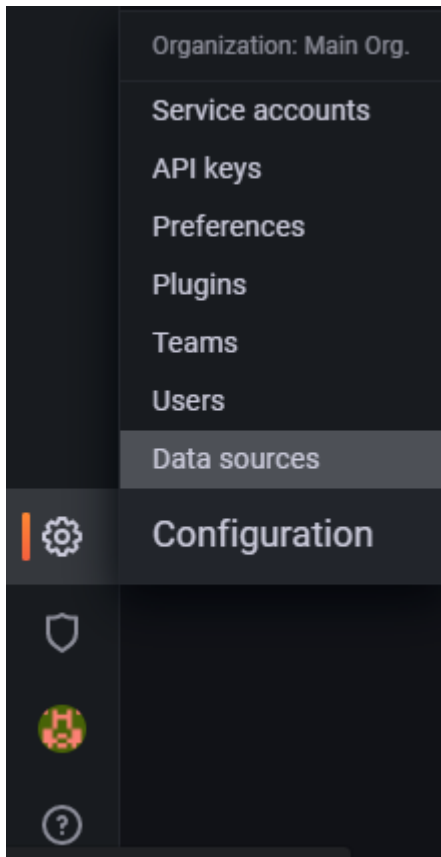 Organization: Main Org.
Service accounts
API keys
Preferences
Plugins
Teams
Users
Data sources
Configuration
?